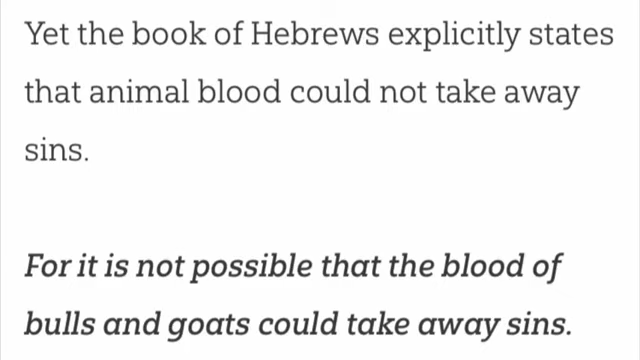 Yet the book of Hebrews explicitly states
that animal blood could not take away
sins.
For it is not possible that the blood of
bulls and goats could take away sins.